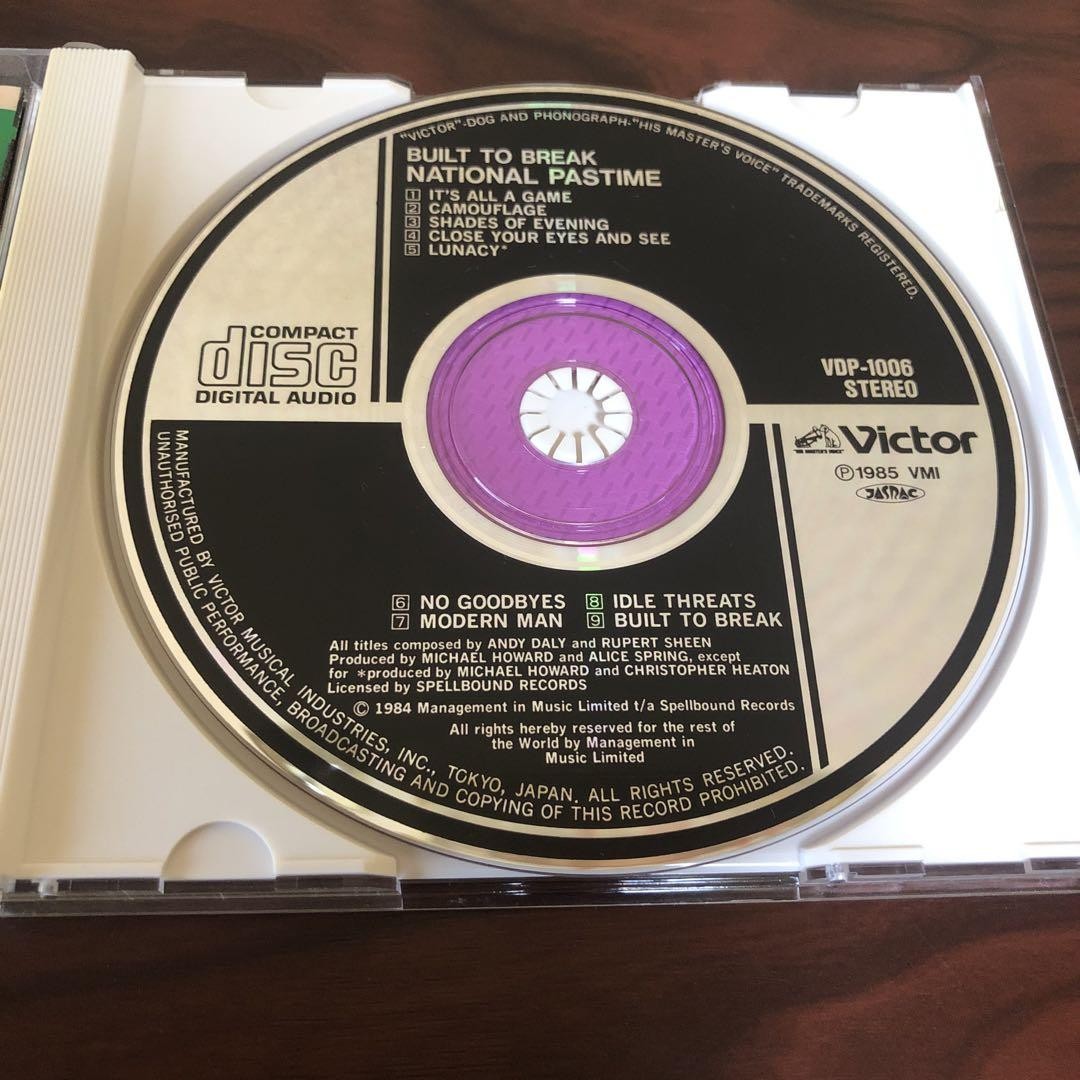 "VICTOR"-DOG AND PHONOGRAPH-"HIS MASTER'S VOICE" TRADEMARKS REGISTERED.
BUILT TO BREAK
NATIONAL PASTIME
1 IT'S ALL A GAME
2 CAMOUFLAGE
3 SHADES OF EVENING
4 CLOSE YOUR EYES AND SEE
5 LUNACY*
COMPACT
disc
DIGITAL AUDIO
VDP-1006
STEREO
"HIS MASTER'S VOICE"
Victor
Ⓟ1985 VMI
JASRAC
6 NO GOODBYES
7 MODERN MAN
8 IDLE THREATS
9 BUILT TO BREAK
All titles composed by ANDY DALY and RUPERT SHEEN
Produced by MICHAEL HOWARD and ALICE SPRING, except
for *produced by MICHAEL HOWARD and CHRISTOPHER HEATON
Licensed by SPELLBOUND RECORDS
© 1984 Management in Music Limited t/a Spellbound Records
All rights hereby reserved for the rest of
the World by Management in
Music Limited
MANUFACTURED BY VICTOR MUSICAL INDUSTRIES, INC., TOKYO, JAPAN. ALL RIGHTS RESERVED.
UNAUTHORISED PUBLIC PERFORMANCE, BROADCASTING AND COPYING OF THIS RECORD PROHIBITED.